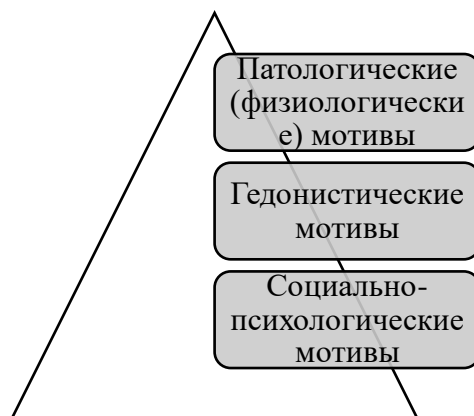 Патологические
(физиологически
е) мотивы
Гедонистические
мотивы
Социально-
психологические
мотивы